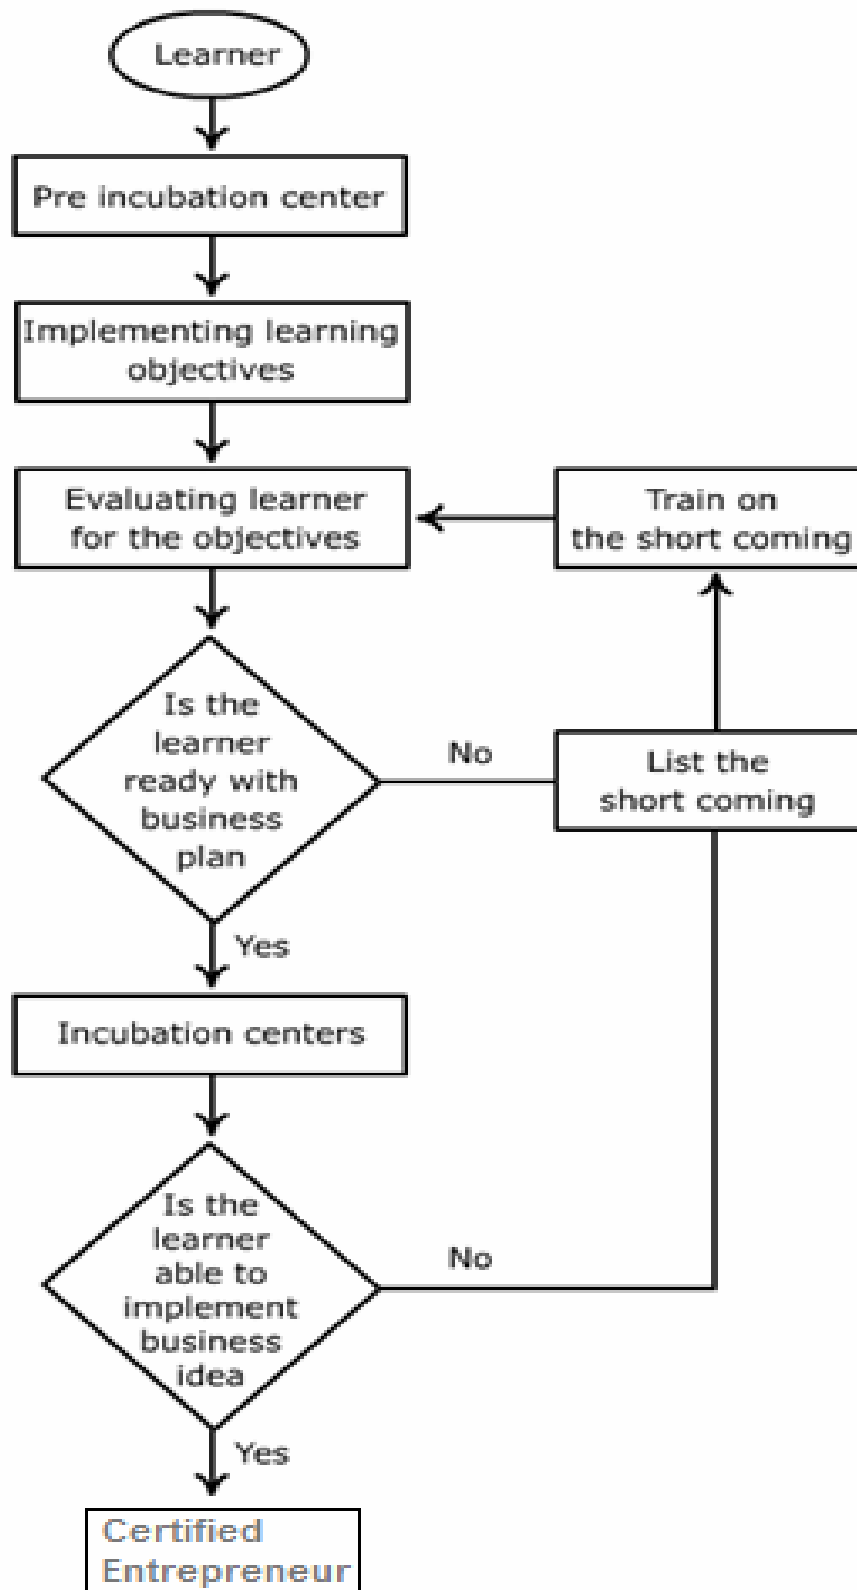 Learner
Pre incubation center
Implementing learning
objectives
Evaluating learner
for the objectives
Train on
the short coming
Is the
learner
ready with
business
plan
No
List the
short coming
Yes
Incubation centers
Is the
learner
able to
implement
business
idea
No
Yes
Certified
Entrepreneur